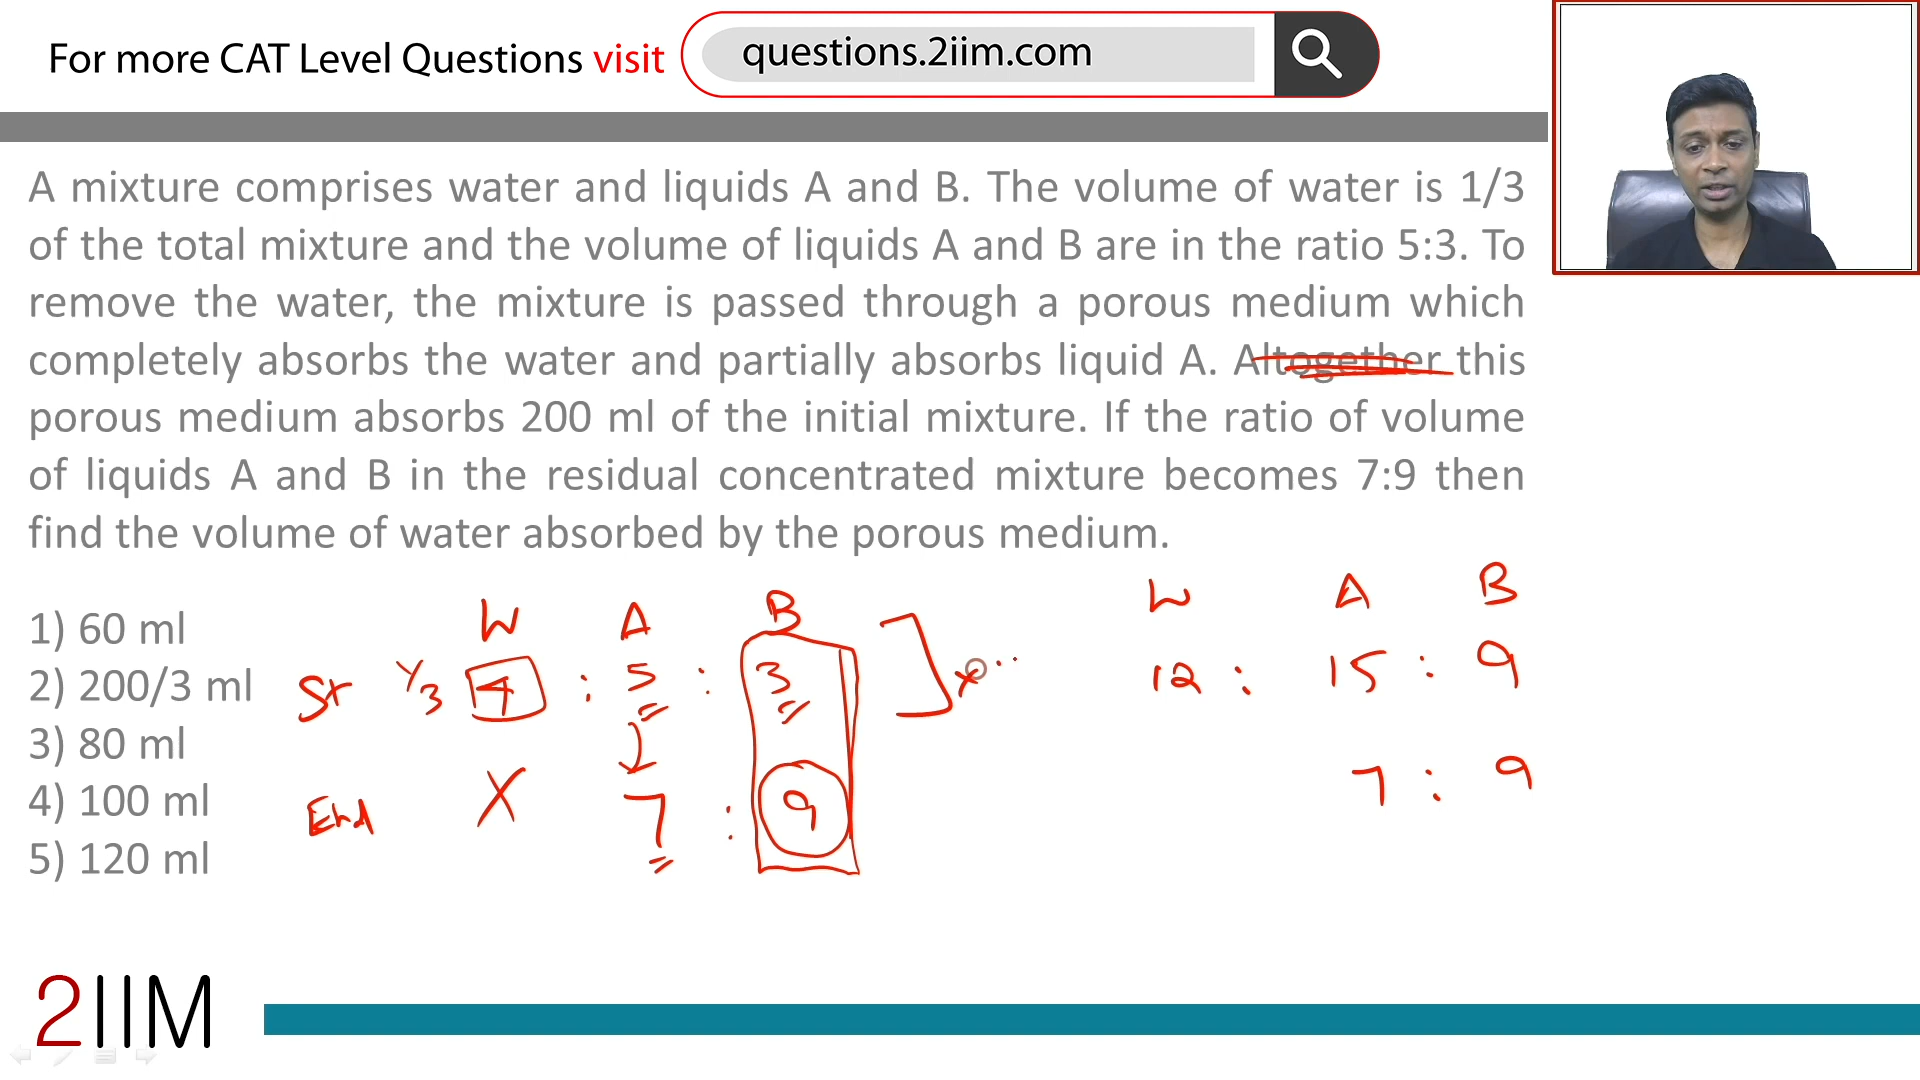 For more CAT Level Questions visit questions.2iim.com
A mixture comprises water and liquids A and B. The volume of water is 1/3
of the total mixture and the volume of liquids A and B are in the ratio 5:3. To
remove the water, the mixture is passed through a porous medium which
completely absorbs the water and partially absorbs liquid A. Altogether this
porous medium absorbs 200 ml of the initial mixture. If the ratio of volume
of liquids A and B in the residual concentrated mixture becomes 7:9 then
find the volume of water absorbed by the porous medium.
1) 60 ml
2) 200/3 ml
3) 80 ml
4) 100 ml
5) 120 ml
W A B
St 1/3 4 : 5 : 3 x
End X 7 : 9
W A B
12 : 15 : 9
7 : 9
2IIM